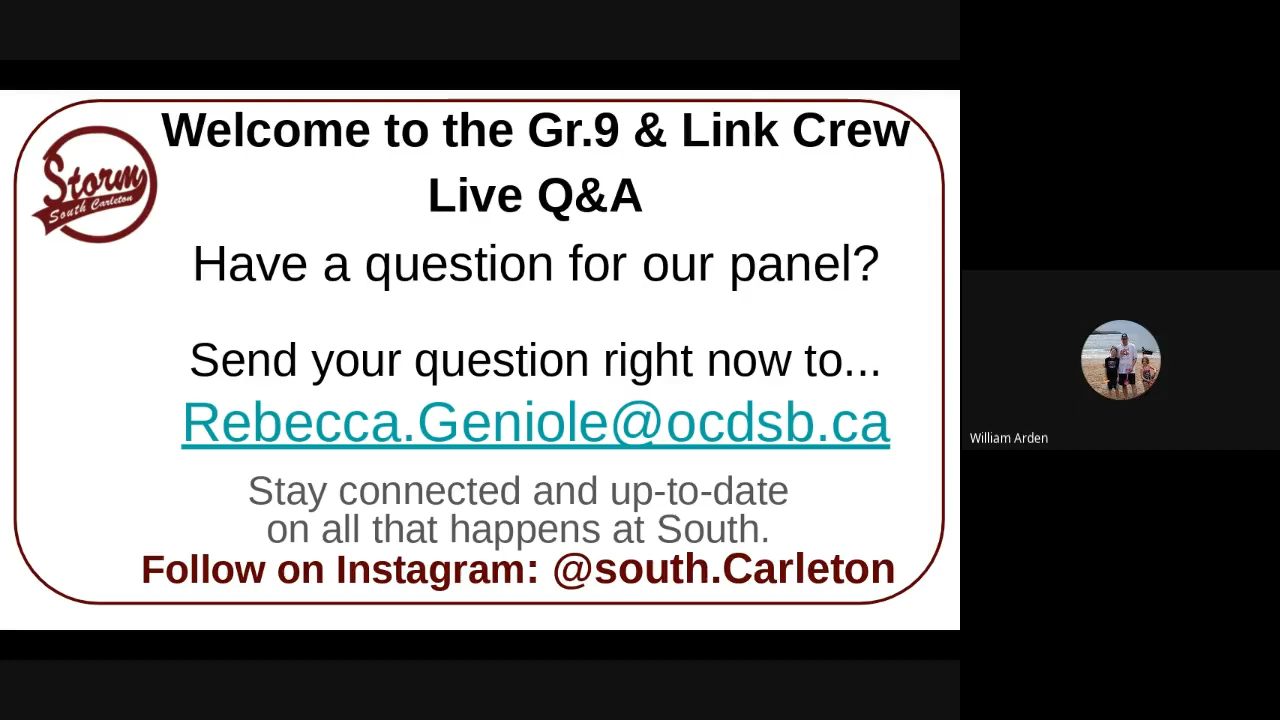 Welcome to the Gr.9 & Link Crew
Live Q&A
Storm
South Carleton
Have a question for our panel?
Send your question right now to...
Rebecca.Geniole@ocdsb.ca
Stay connected and up-to-date
on all that happens at South.
Follow on Instagram: @south.Carleton
William Arden